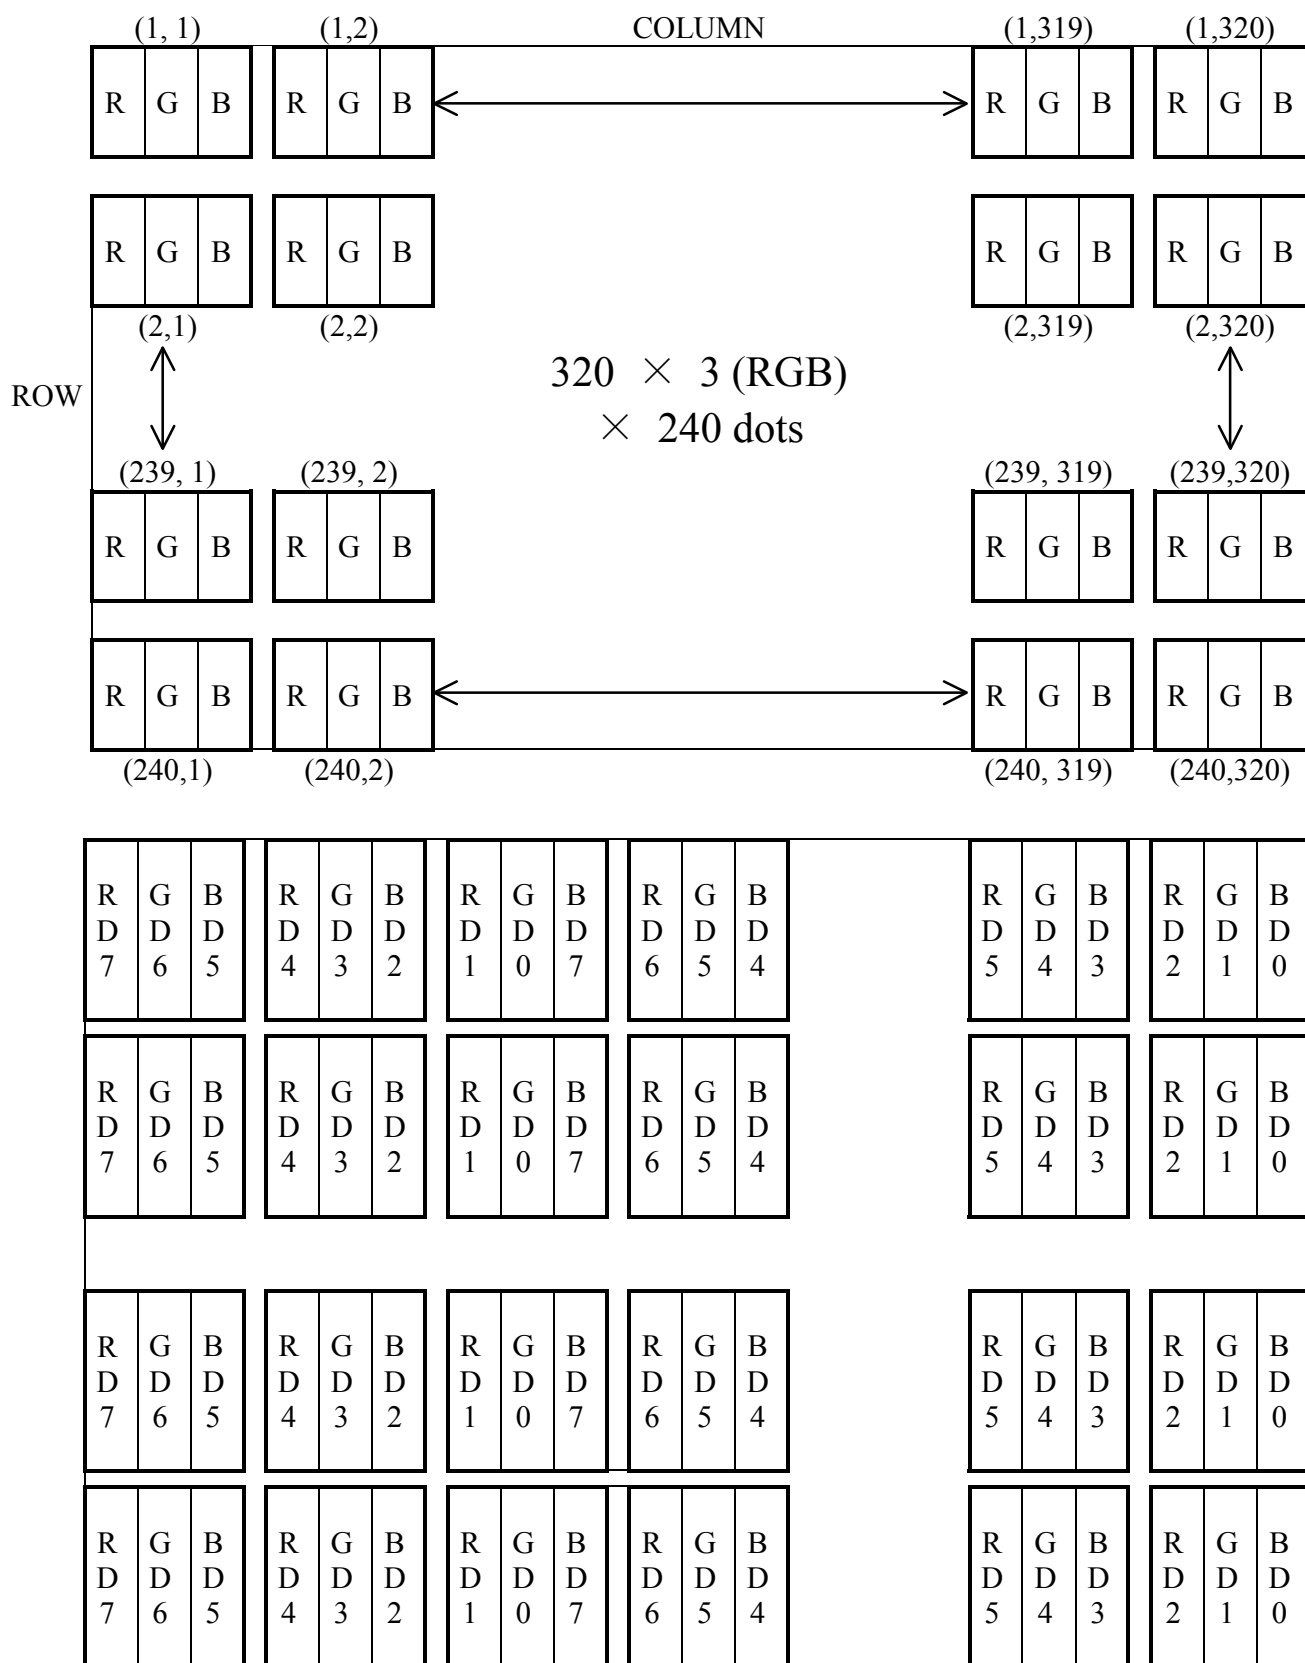 (1, 1) (1,2) COLUMN (1,319) (1,320)
R G B R G B R G B R G B
R G B R G B R G B R G B
(2,1) (2,2) (2,319) (2,320)
320 × 3 (RGB)
ROW
× 240 dots
(239, 1) (239, 2) (239, 319) (239,320)
R G B R G B R G B R G B
R G B R G B R G B R G B
(240,1) (240,2) (240, 319) (240,320)
R G B R G B R G B R G B R G B R G B
D D D D D D D D D D D D D D D D D D
7 6 5 4 3 2 1 0 7 6 5 4 5 4 3 2 1 0
R G B R G B R G B R G B R G B R G B
D D D D D D D D D D D D D D D D D D
7 6 5 4 3 2 1 0 7 6 5 4 5 4 3 2 1 0
R G B R G B R G B R G B R G B R G B
D D D D D D D D D D D D D D D D D D
7 6 5 4 3 2 1 0 7 6 5 4 5 4 3 2 1 0
R G B R G B R G B R G B R G B R G B
D D D D D D D D D D D D D D D D D D
7 6 5 4 3 2 1 0 7 6 5 4 5 4 3 2 1 0